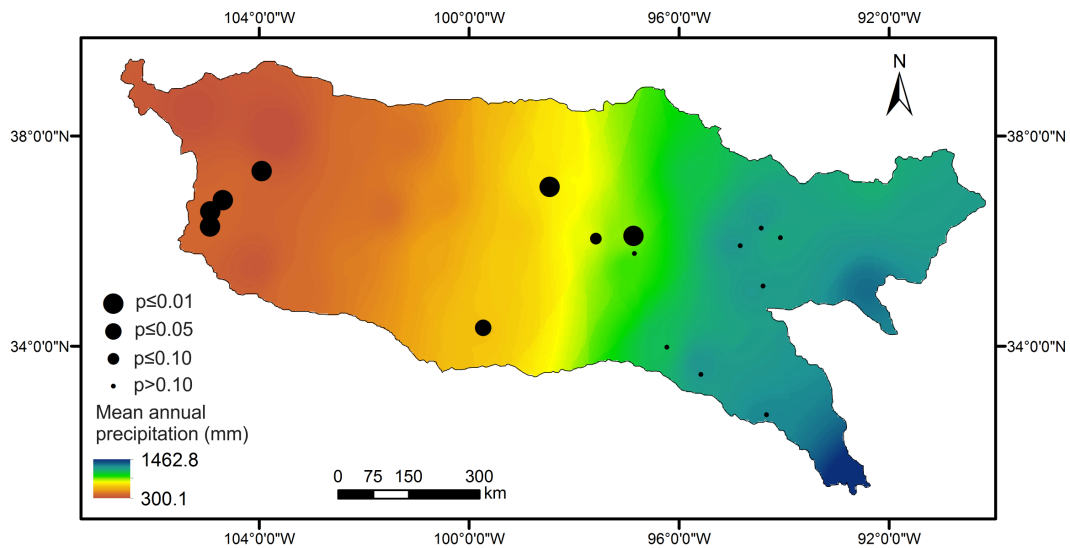 104°0'0"W 100°0'0"W 96°0'0"W 92°0'0"W
N
38°0'0"N 38°0'0"N
34°0'0"N 34°0'0"N
p≤0.01
p≤0.05
p≤0.10
p>0.10
Mean annual
precipitation (mm)
1462.8
300.1
0 75 150 300
km
104°0'0"W 100°0'0"W 96°0'0"W 92°0'0"W